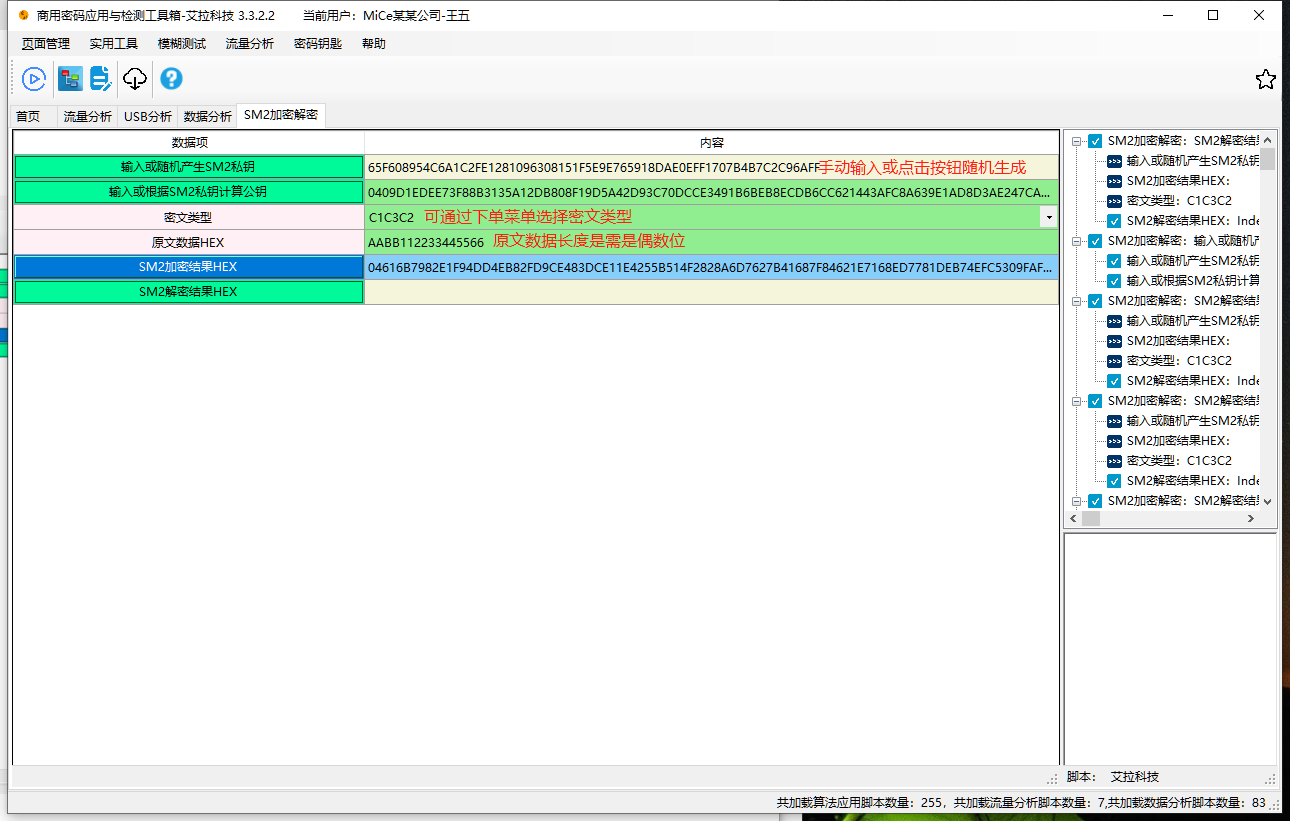 商用密码应用与检测工具箱-艾拉科技 3.3.2.2 当前用户：MiCe某某公司-王五
页面管理 实用工具 模糊测试 流量分析 密码钥匙 帮助
首页 流量分析 USB分析 数据分析 SM2加密解密
数据项 内容
输入或随机产生SM2私钥 65F608954C6A1C2FE1281096308151F5E9E765918DAE0EFF1707B4B7C2C96AFF手动输入或点击按钮随机生成
输入或根据SM2私钥计算公钥 0409D1EDEE73F88B3135A12DB808F19D5A42D93C70DCCE3491B6BEB8ECDB6CC621443AFC8A639E1AD8D3AE247CA...
密文类型 C1C3C2 可通过下单菜单选择密文类型
原文数据HEX AABB112233445566 原文数据长度是需是偶数位
SM2加密结果HEX 04616B7982E1F94DD4EB82FD9CE483DCE11E4255B514F2828A6D7627B41687F84621E7168ED7781DEB74EFC5309FAF...
SM2解密结果HEX
SM2加密解密：SM2解密结
输入或随机产生SM2私钥
SM2加密结果HEX：
密文类型：C1C3C2
SM2解密结果HEX：Inde
SM2加密解密：输入或随机产
输入或随机产生SM2私钥
输入或根据SM2私钥计算
SM2加密解密：SM2解密结
输入或随机产生SM2私钥
SM2加密结果HEX：
密文类型：C1C3C2
SM2解密结果HEX：Inde
SM2加密解密：SM2解密结
输入或随机产生SM2私钥
SM2加密结果HEX：
密文类型：C1C3C2
SM2解密结果HEX：Inde
SM2加密解密：SM2解密结
脚本： 艾拉科技
共加载算法应用脚本数量：255，共加载流量分析脚本数量：7,共加载数据分析脚本数量：83